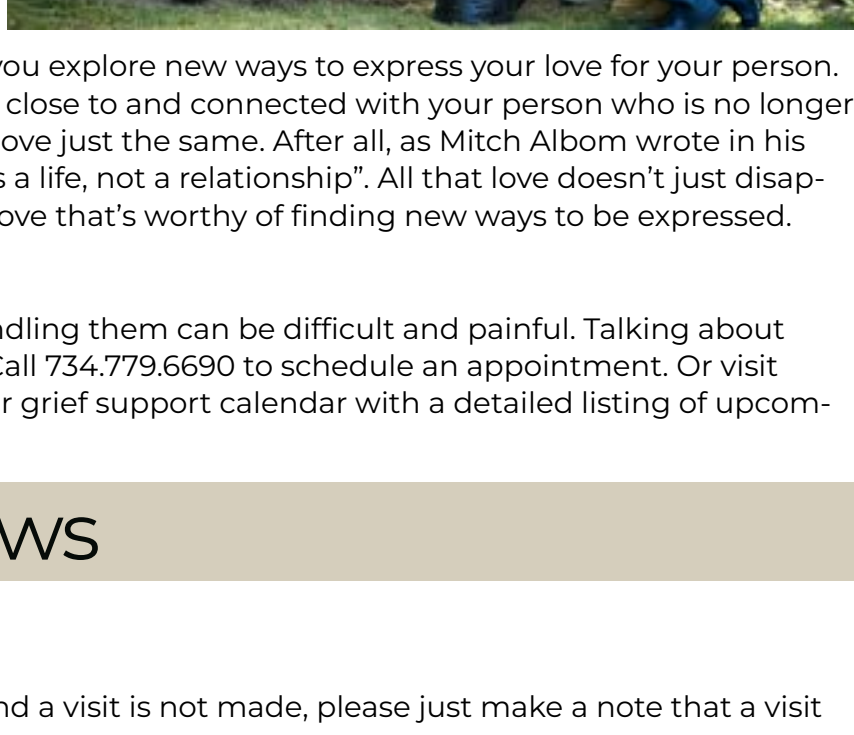 you explore new ways to express your love for your person.
close to and connected with your person who is no longer
ove just the same. After all, as Mitch Albom wrote in his
s a life, not a relationship”. All that love doesn’t just disap-
ove that’s worthy of finding new ways to be expressed.
ndling them can be difficult and painful. Talking about
Call 734.779.6690 to schedule an appointment. Or visit
r grief support calendar with a detailed listing of upcom-
ws
nd a visit is not made, please just make a note that a visit